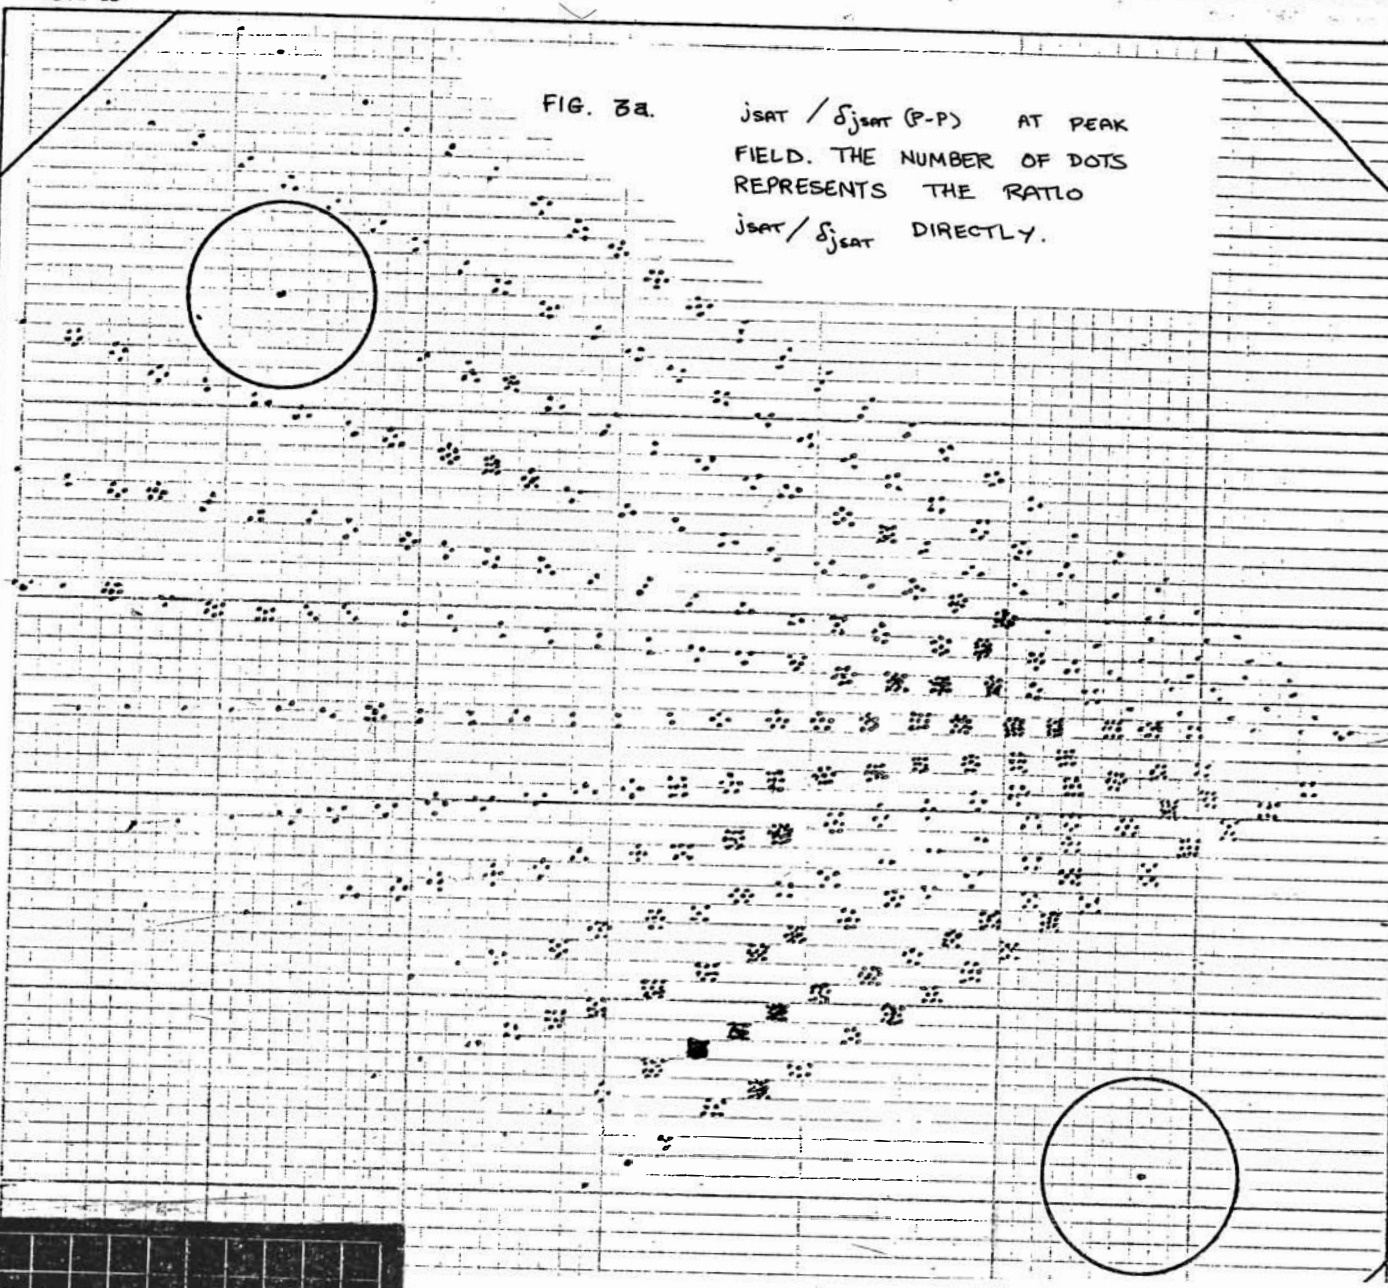 FIG. 3a.
jSAT / δjSAT (P-P) AT PEAK
FIELD. THE NUMBER OF DOTS
REPRESENTS THE RATIO
jSAT / δjSAT DIRECTLY.